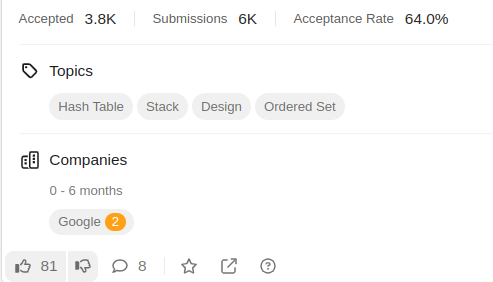 Accepted 3.8K Submissions 6K Acceptance Rate 64.0%
Topics
Hash Table Stack Design Ordered Set
Companies
0 - 6 months
Google 2
81 8